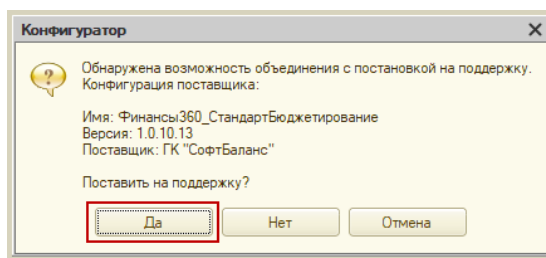 Конфигуратор
Обнаружена возможность объединения с постановкой на поддержку.
Конфигурация поставщика:
Имя: Финансы360_СтандартБюджетирование
Версия: 1.0.10.13
Поставщик: ГК "СофтБаланс"
Поставить на поддержку?
Да Нет Отмена